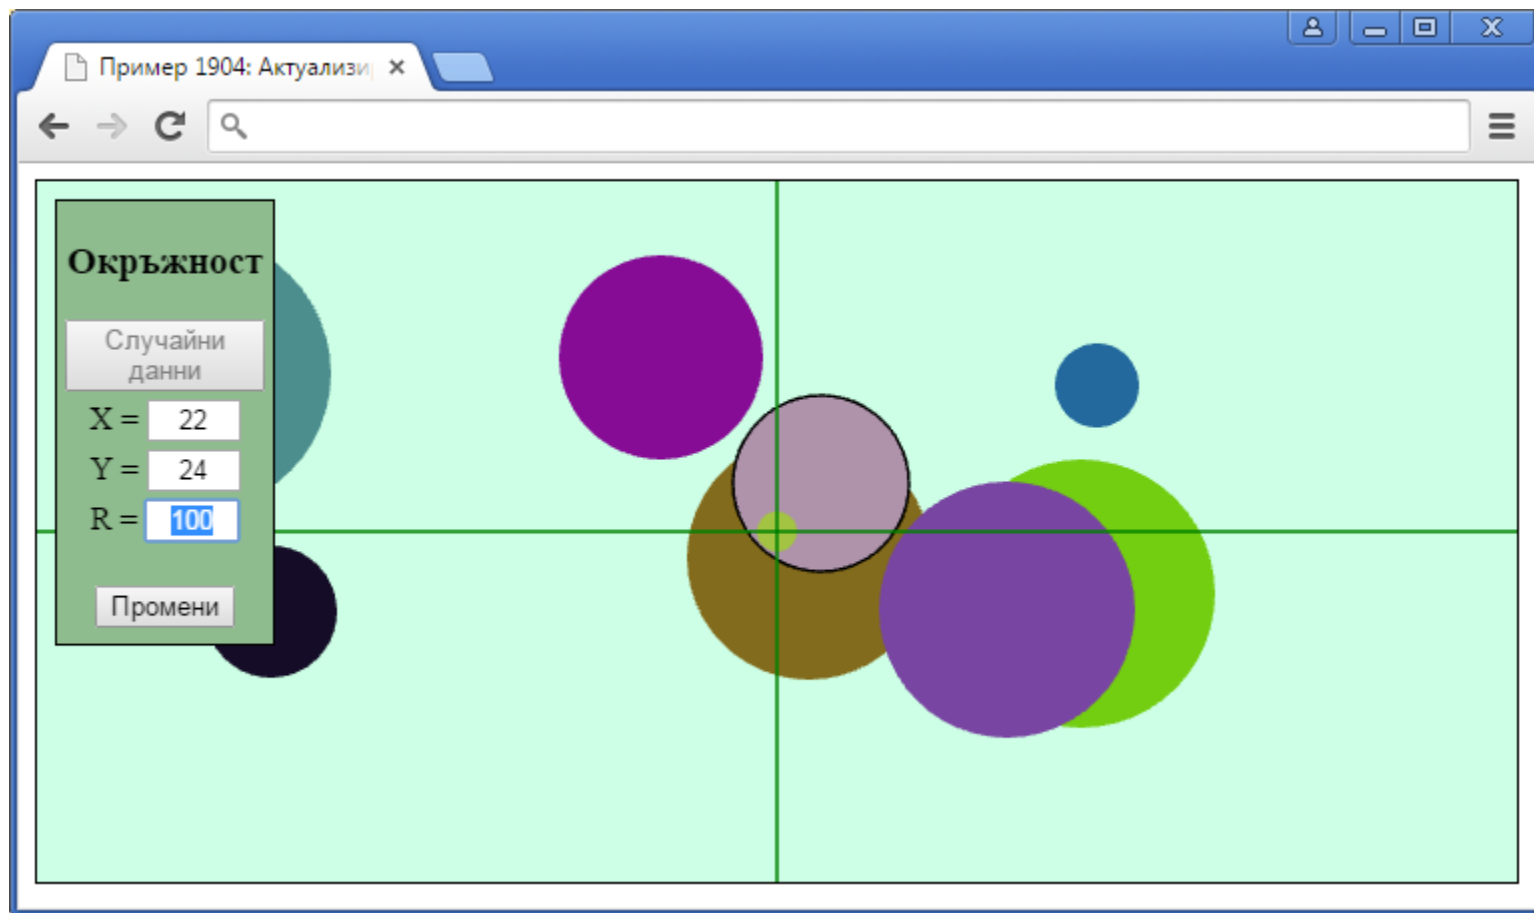 Пример 1904: Актуализи
Окръжност
Случайни
данни
X = 22
Y = 24
R = 100
Промени